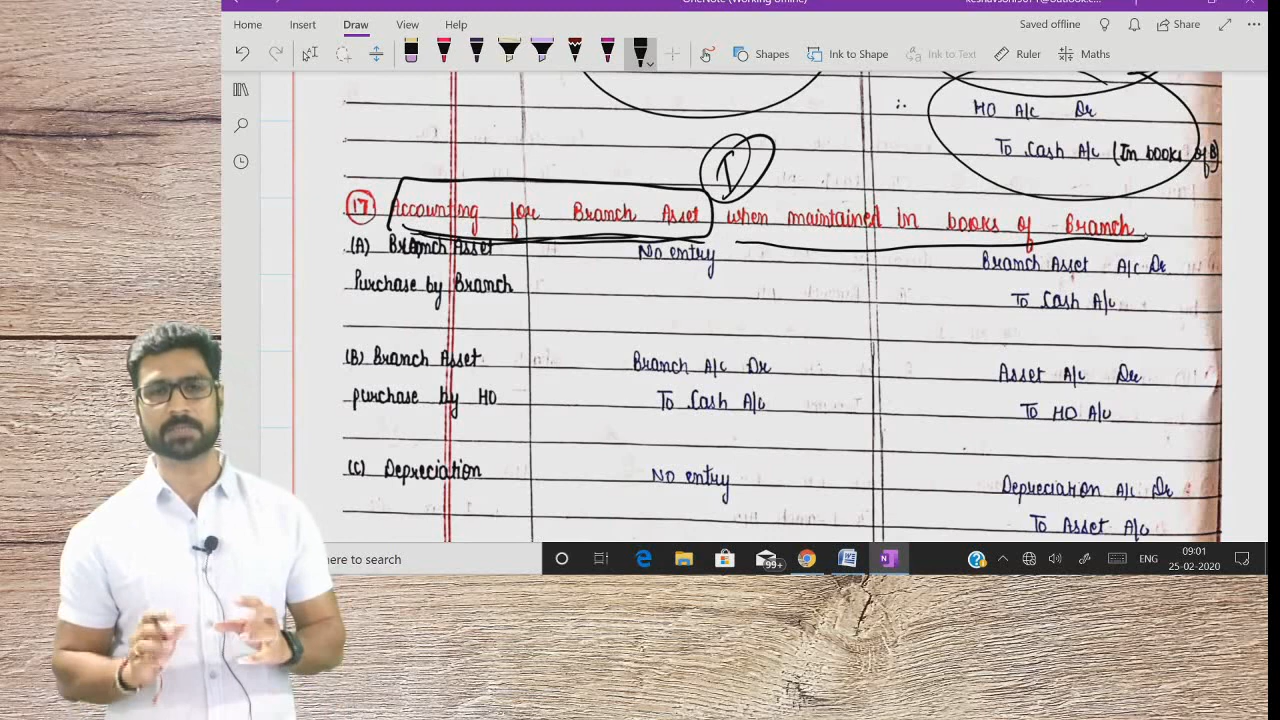 OneNote (Working offline)
Home Insert Draw View Help Saved offline Share
Shapes Ink to Shape Ink to Text Ruler Maths
∴ HO A/c Dr
To Cash A/c (In books of B)
I
17 Accounting for Branch Asset when maintained in books of Branch
(A) Branch Asset No entry Branch Asset A/c Dr
Purchase by Branch To Cash A/c
(B) Branch Asset Branch A/c Dr Asset A/c Dr
purchase by HO To Cash A/c To HO A/c
(C) Depreciation No entry Depreciation A/c Dr
To Asset A/c
here to search 99+ ENG 09:01
25-02-2020